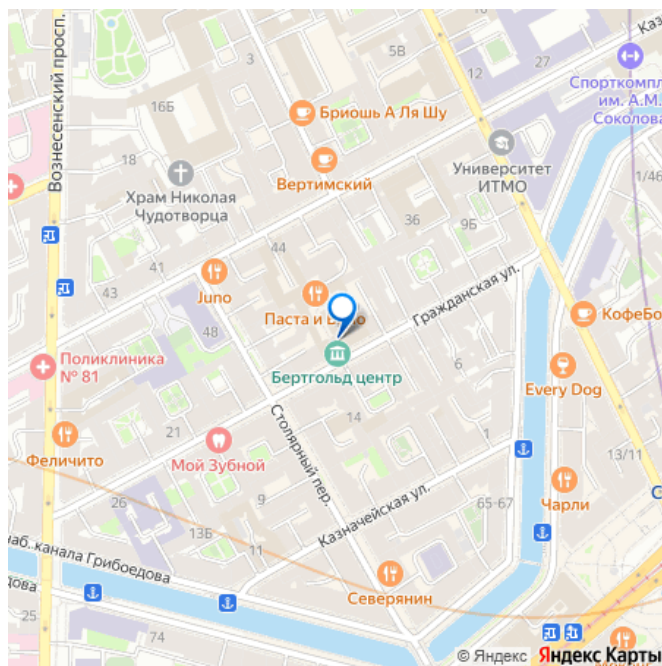 Каз
5В
27
12
Спорткомпл
им. А.М.
Соколова
16Б
Бриошь А Ля Шу
Вознесенский просп.
18
Вертимский
Университет
ИТМО
1/46
Храм Николая
Чудотворца
36
9Б
44
41
43
Juno
Гражданская ул.
Паста и
48
КофеБо
Поликлиника
№ 81
6
Бертгольд центр
Every Dog
21
14
Столярный пер.
Феличито
Мой Зубной
1
13/11
26
9
Казначейская ул.
65-67
Чарли
13Б
11
наб. канала Грибоедова
Северянин
25
74
© Яндекс Яндекс Карты